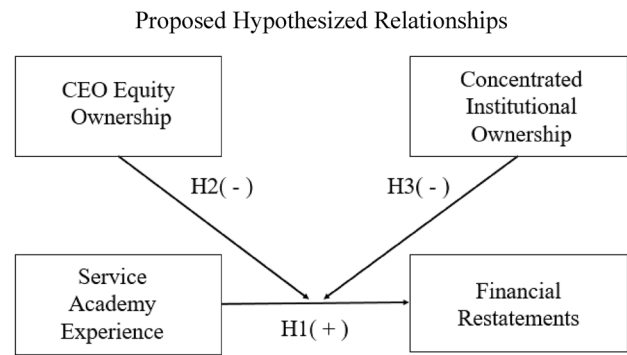 Proposed Hypothesized Relationships
CEO Equity
Ownership
Concentrated
Institutional
Ownership
H2( - )
H3( - )
Service
Academy
Experience
H1( + )
Financial
Restatements